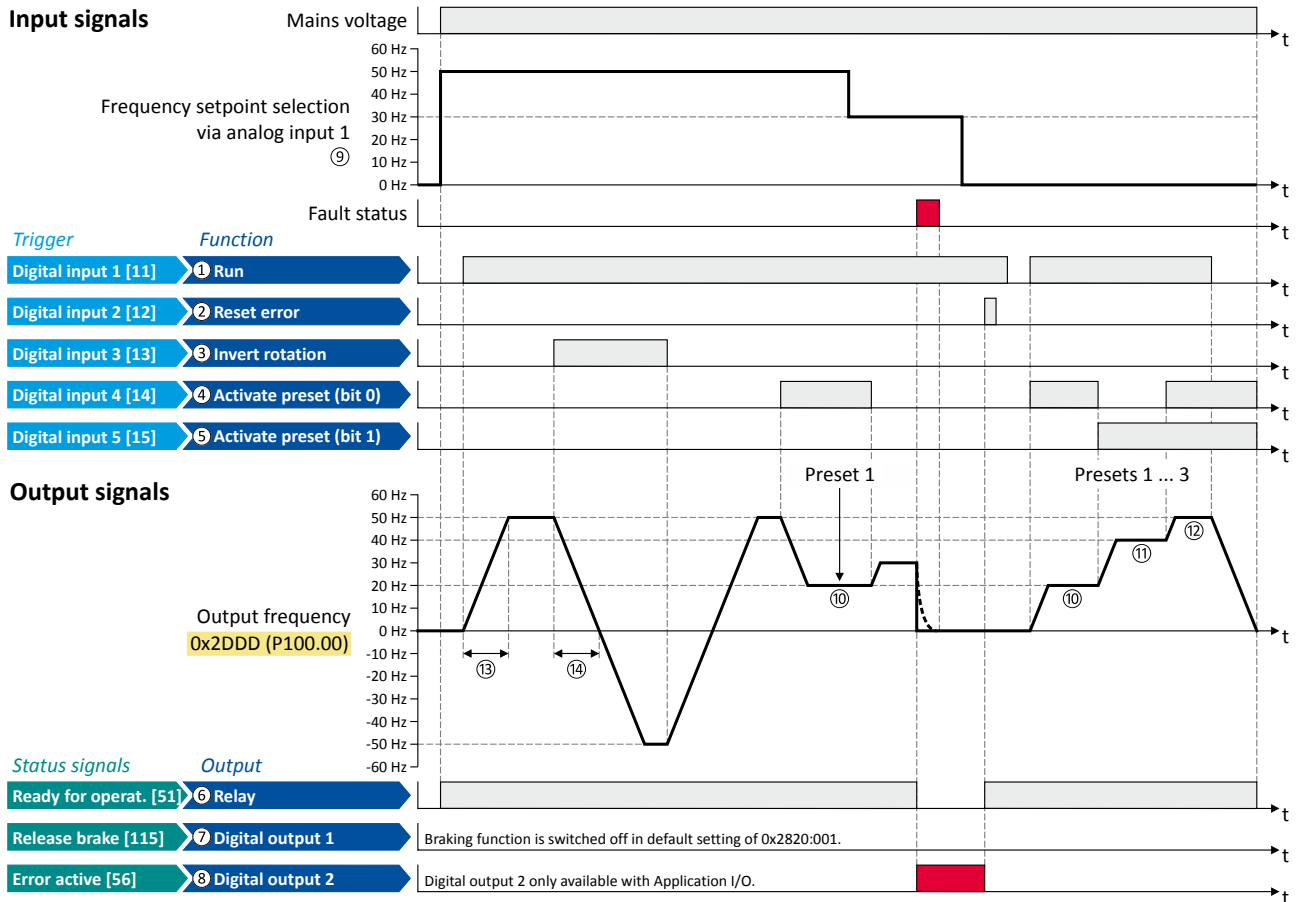 Input signals
Mains voltage
t
60 Hz
50 Hz
Frequency setpoint selection
via analog input 1
⑨
30 Hz
20 Hz
10 Hz
0 Hz
t
Fault status
t
Trigger Function
Digital input 1 [11] ① Run
t
Digital input 2 [12] ② Reset error
t
Digital input 3 [13] ③ Invert rotation
t
Digital input 4 [14] ④ Activate preset (bit 0)
t
Digital input 5 [15] ⑤ Activate preset (bit 1)
t
Output signals
Preset 1
Presets 1 ... 3
60 Hz
50 Hz
40 Hz
30 Hz
20 Hz
10 Hz
0 Hz
-10 Hz
-20 Hz
-30 Hz
-40 Hz
-50 Hz
-60 Hz
Output frequency
0x2DDD (P100.00)
⑩
⑩
⑪
⑫
⑬
⑭
t
Status signals Output
Ready for operat. [51] ⑥ Relay
t
Release brake [115] ⑦ Digital output 1
Braking function is switched off in default setting of 0x2820:001.
t
Error active [56] ⑧ Digital output 2
Digital output 2 only available with Application I/O.
t